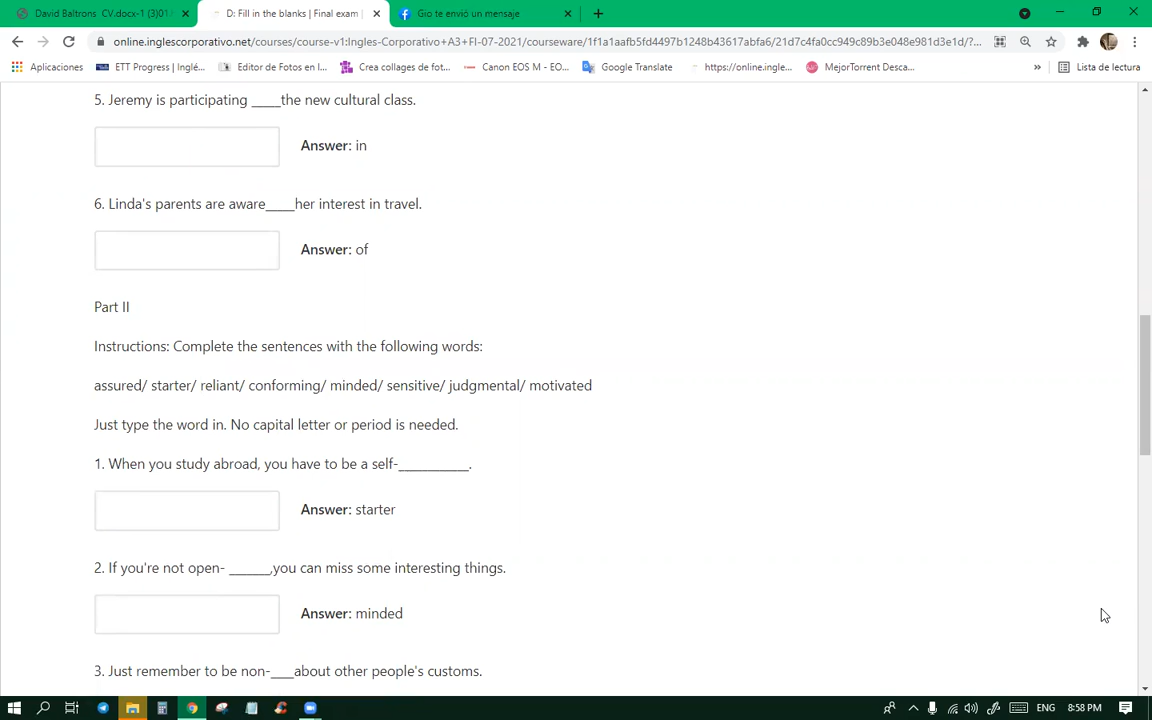 David Baltrons CV.docx-1 (3)01
D: Fill in the blanks | Final exam |
Gio te envió un mensaje
online.inglescorporativo.net/courses/course-v1:Ingles-Corporativo+A3+FI-07-2021/courseware/1f1a1aafb5fd4497b1248b43617abfa6/21d7c4fa0cc949c89b3e048e981d3e1d/?...
Aplicaciones
ETT Progress | Inglé...
Editor de Fotos en l...
Crea collages de fot...
Canon EOS M - EO...
Google Translate
https://online.ingle...
MejorTorrent Desca...
»
Lista de lectura
5. Jeremy is participating ____the new cultural class.
Answer: in
6. Linda's parents are aware____her interest in travel.
Answer: of
Part II
Instructions: Complete the sentences with the following words:
assured/ starter/ reliant/ conforming/ minded/ sensitive/ judgmental/ motivated
Just type the word in. No capital letter or period is needed.
1. When you study abroad, you have to be a self-__________.
Answer: starter
2. If you're not open- ______,you can miss some interesting things.
Answer: minded
3. Just remember to be non-___about other people's customs.
ENG
8:58 PM